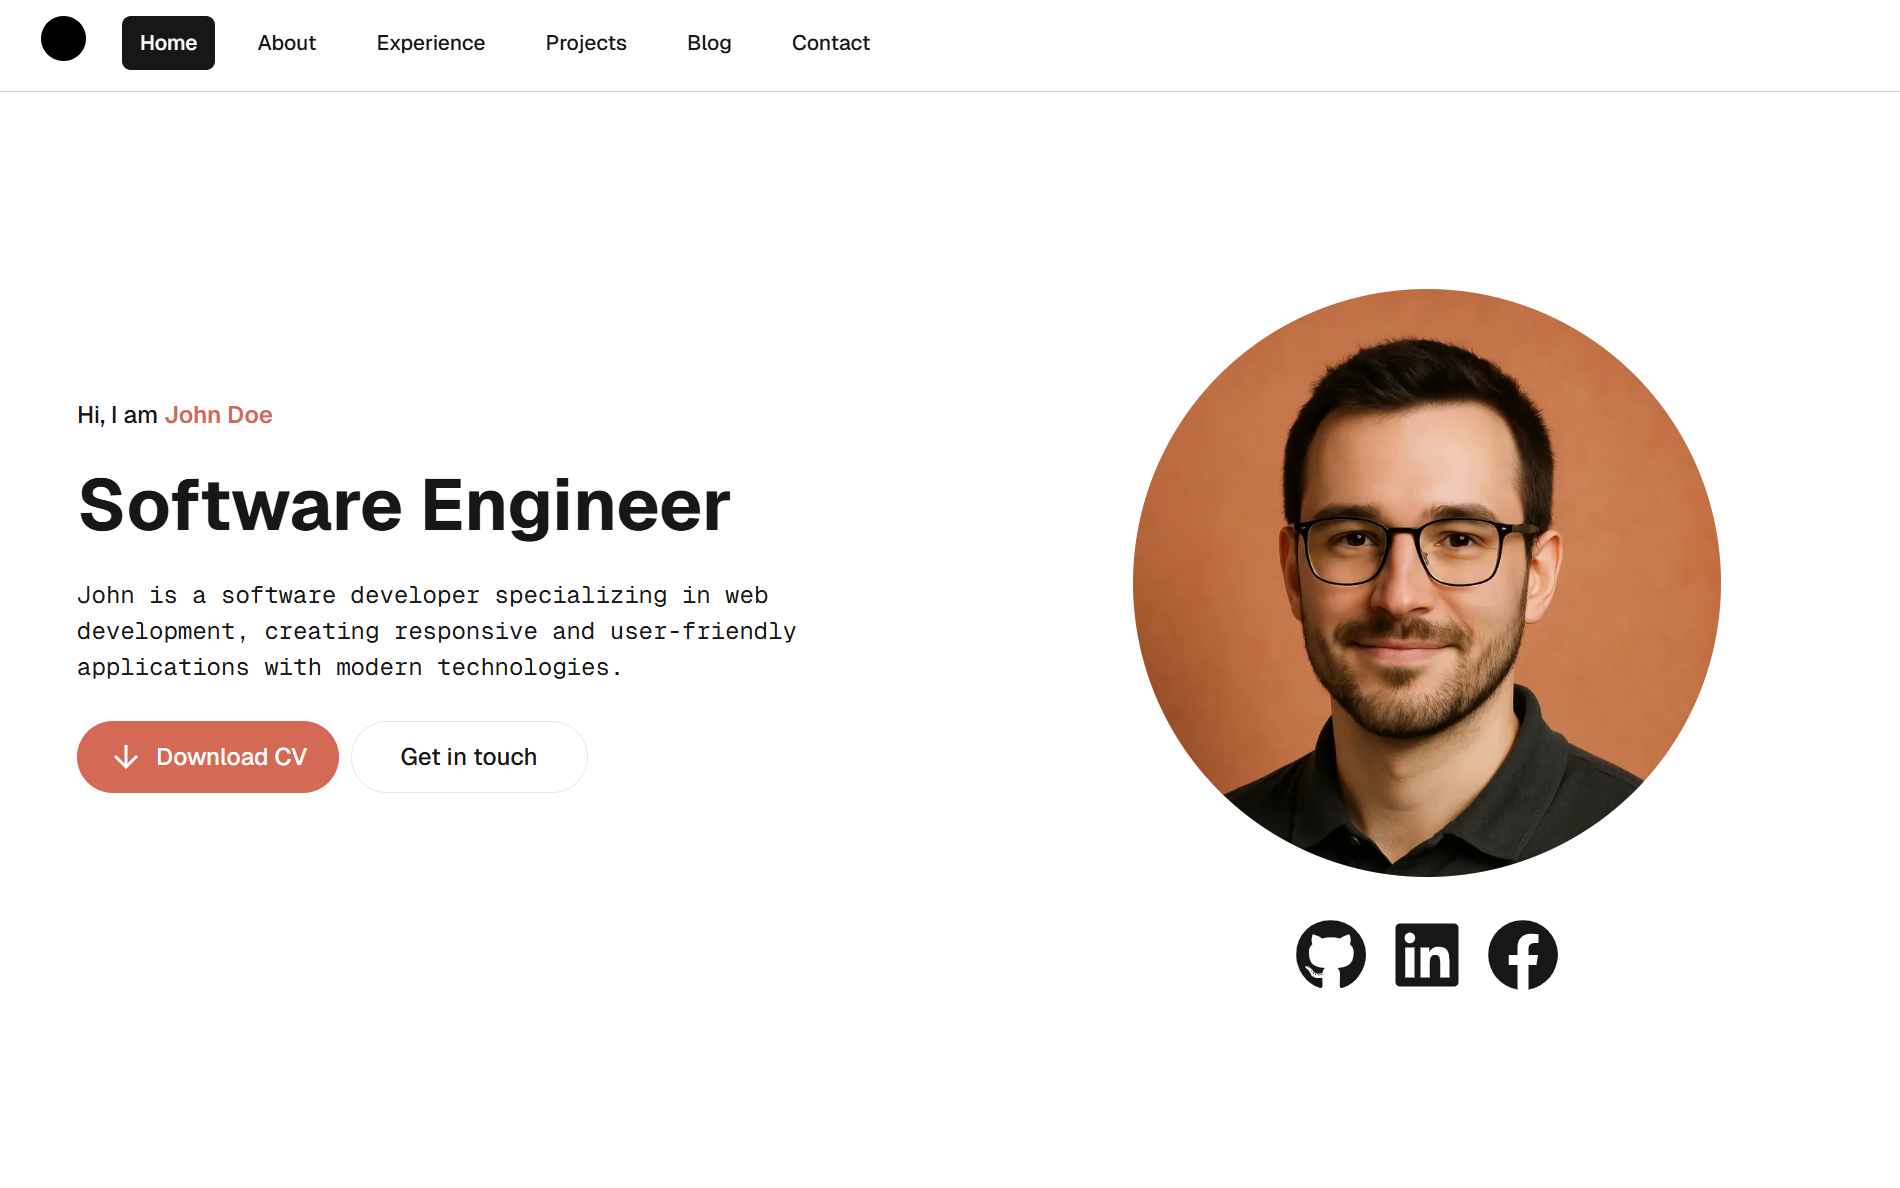 Home
About
Experience
Projects
Blog
Contact
Hi, I am John Doe
Software Engineer
John is a software developer specializing in web
development, creating responsive and user-friendly
applications with modern technologies.
Download CV
Get in touch
in